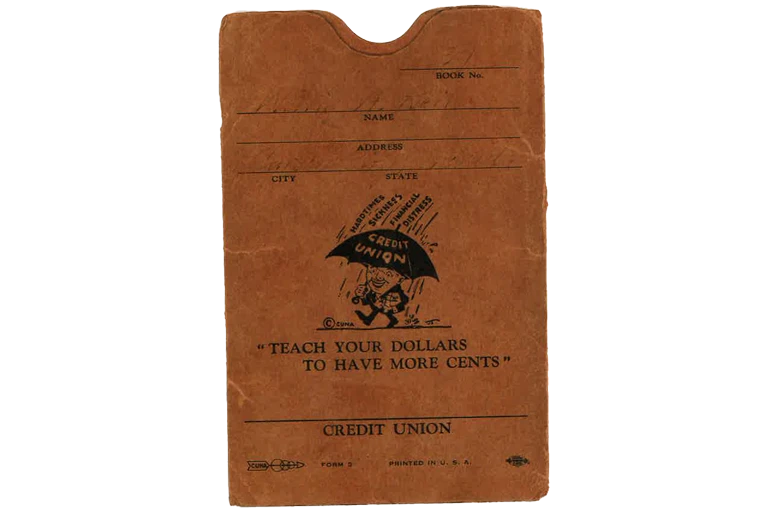 BOOK No.
NAME
ADDRESS
CITY STATE
HARDTIMES
SICKNESS
FINANCIAL
DISTRESS
CREDIT
UNION
© CUNA
"TEACH YOUR DOLLARS
TO HAVE MORE CENTS"
CREDIT UNION
CUNA FORM 3 PRINTED IN U. S. A.